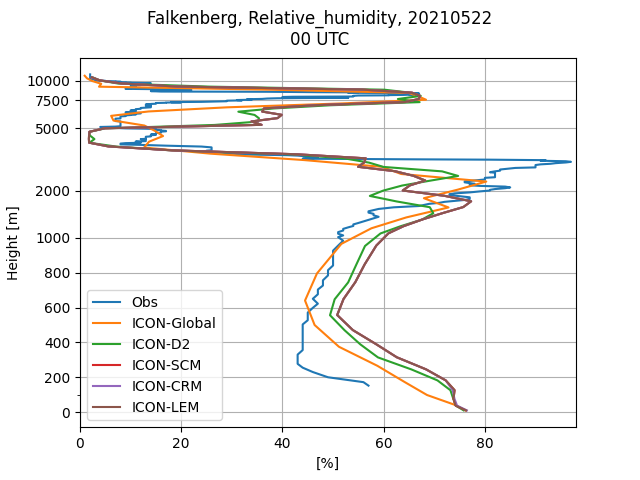 Falkenberg, Relative_humidity, 20210522
00 UTC
10000
7500
5000
2000
1000
800
600
400
200
0
Height [m]
Obs
ICON-Global
ICON-D2
ICON-SCM
ICON-CRM
ICON-LEM
0 20 40 60 80
[%]